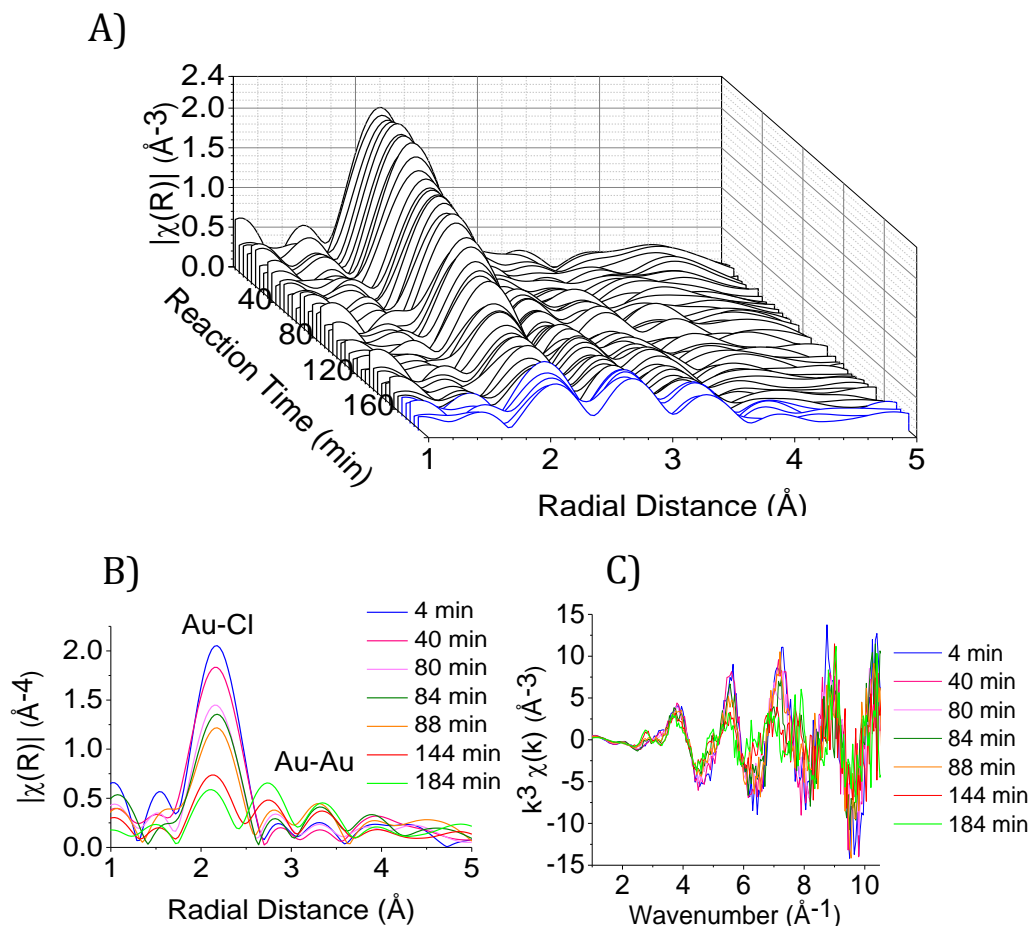 A)
|χ(R)| (Å-3)
2.4
2.0
1.5
1.0
0.5
0.0
Reaction Time (min)
40
80
120
160
1 2 3 4 5
Radial Distance (Å)
B)
|χ(R)| (Å-4)
2.0
1.5
1.0
0.5
0.0
Au-Cl
Au-Au
4 min
40 min
80 min
84 min
88 min
144 min
184 min
1 2 3 4 5
Radial Distance (Å)
C)
k3 χ(k) (Å-3)
15
10
5
0
-5
-10
-15
2 4 6 8 10
Wavenumber (Å-1)
4 min
40 min
80 min
84 min
88 min
144 min
184 min